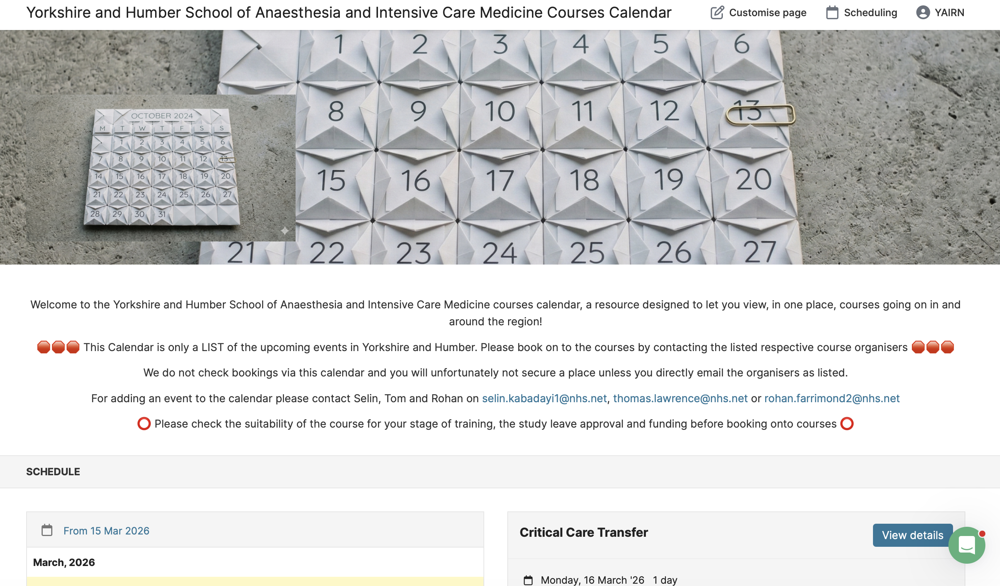 Yorkshire and Humber School of Anaesthesia and Intensive Care Medicine Courses Calendar
Customise page
Scheduling
YAIRN
1 2 3 4 5 6
8 9 10 11 12 13
15 16 17 18 19 20
21 22 23 24 25 26 27
OCTOBER 2024
M T W T F S S
1 2 3 4 5 6
7 8 9 10 11 12 13
14 15 16 17 18 19 20
21 22 23 24 25 26 27
28 29 30 31
Welcome to the Yorkshire and Humber School of Anaesthesia and Intensive Care Medicine courses calendar, a resource designed to let you view, in one place, courses going on in and
around the region!
This Calendar is only a LIST of the upcoming events in Yorkshire and Humber. Please book on to the courses by contacting the listed respective course organisers
We do not check bookings via this calendar and you will unfortunately not secure a place unless you directly email the organisers as listed.
For adding an event to the calendar please contact Selin, Tom and Rohan on selin.kabadayi1@nhs.net, thomas.lawrence@nhs.net or rohan.farrimond2@nhs.net
Please check the suitability of the course for your stage of training, the study leave approval and funding before booking onto courses
SCHEDULE
From 15 Mar 2026
March, 2026
Critical Care Transfer
View details
Monday, 16 March '26 1 day